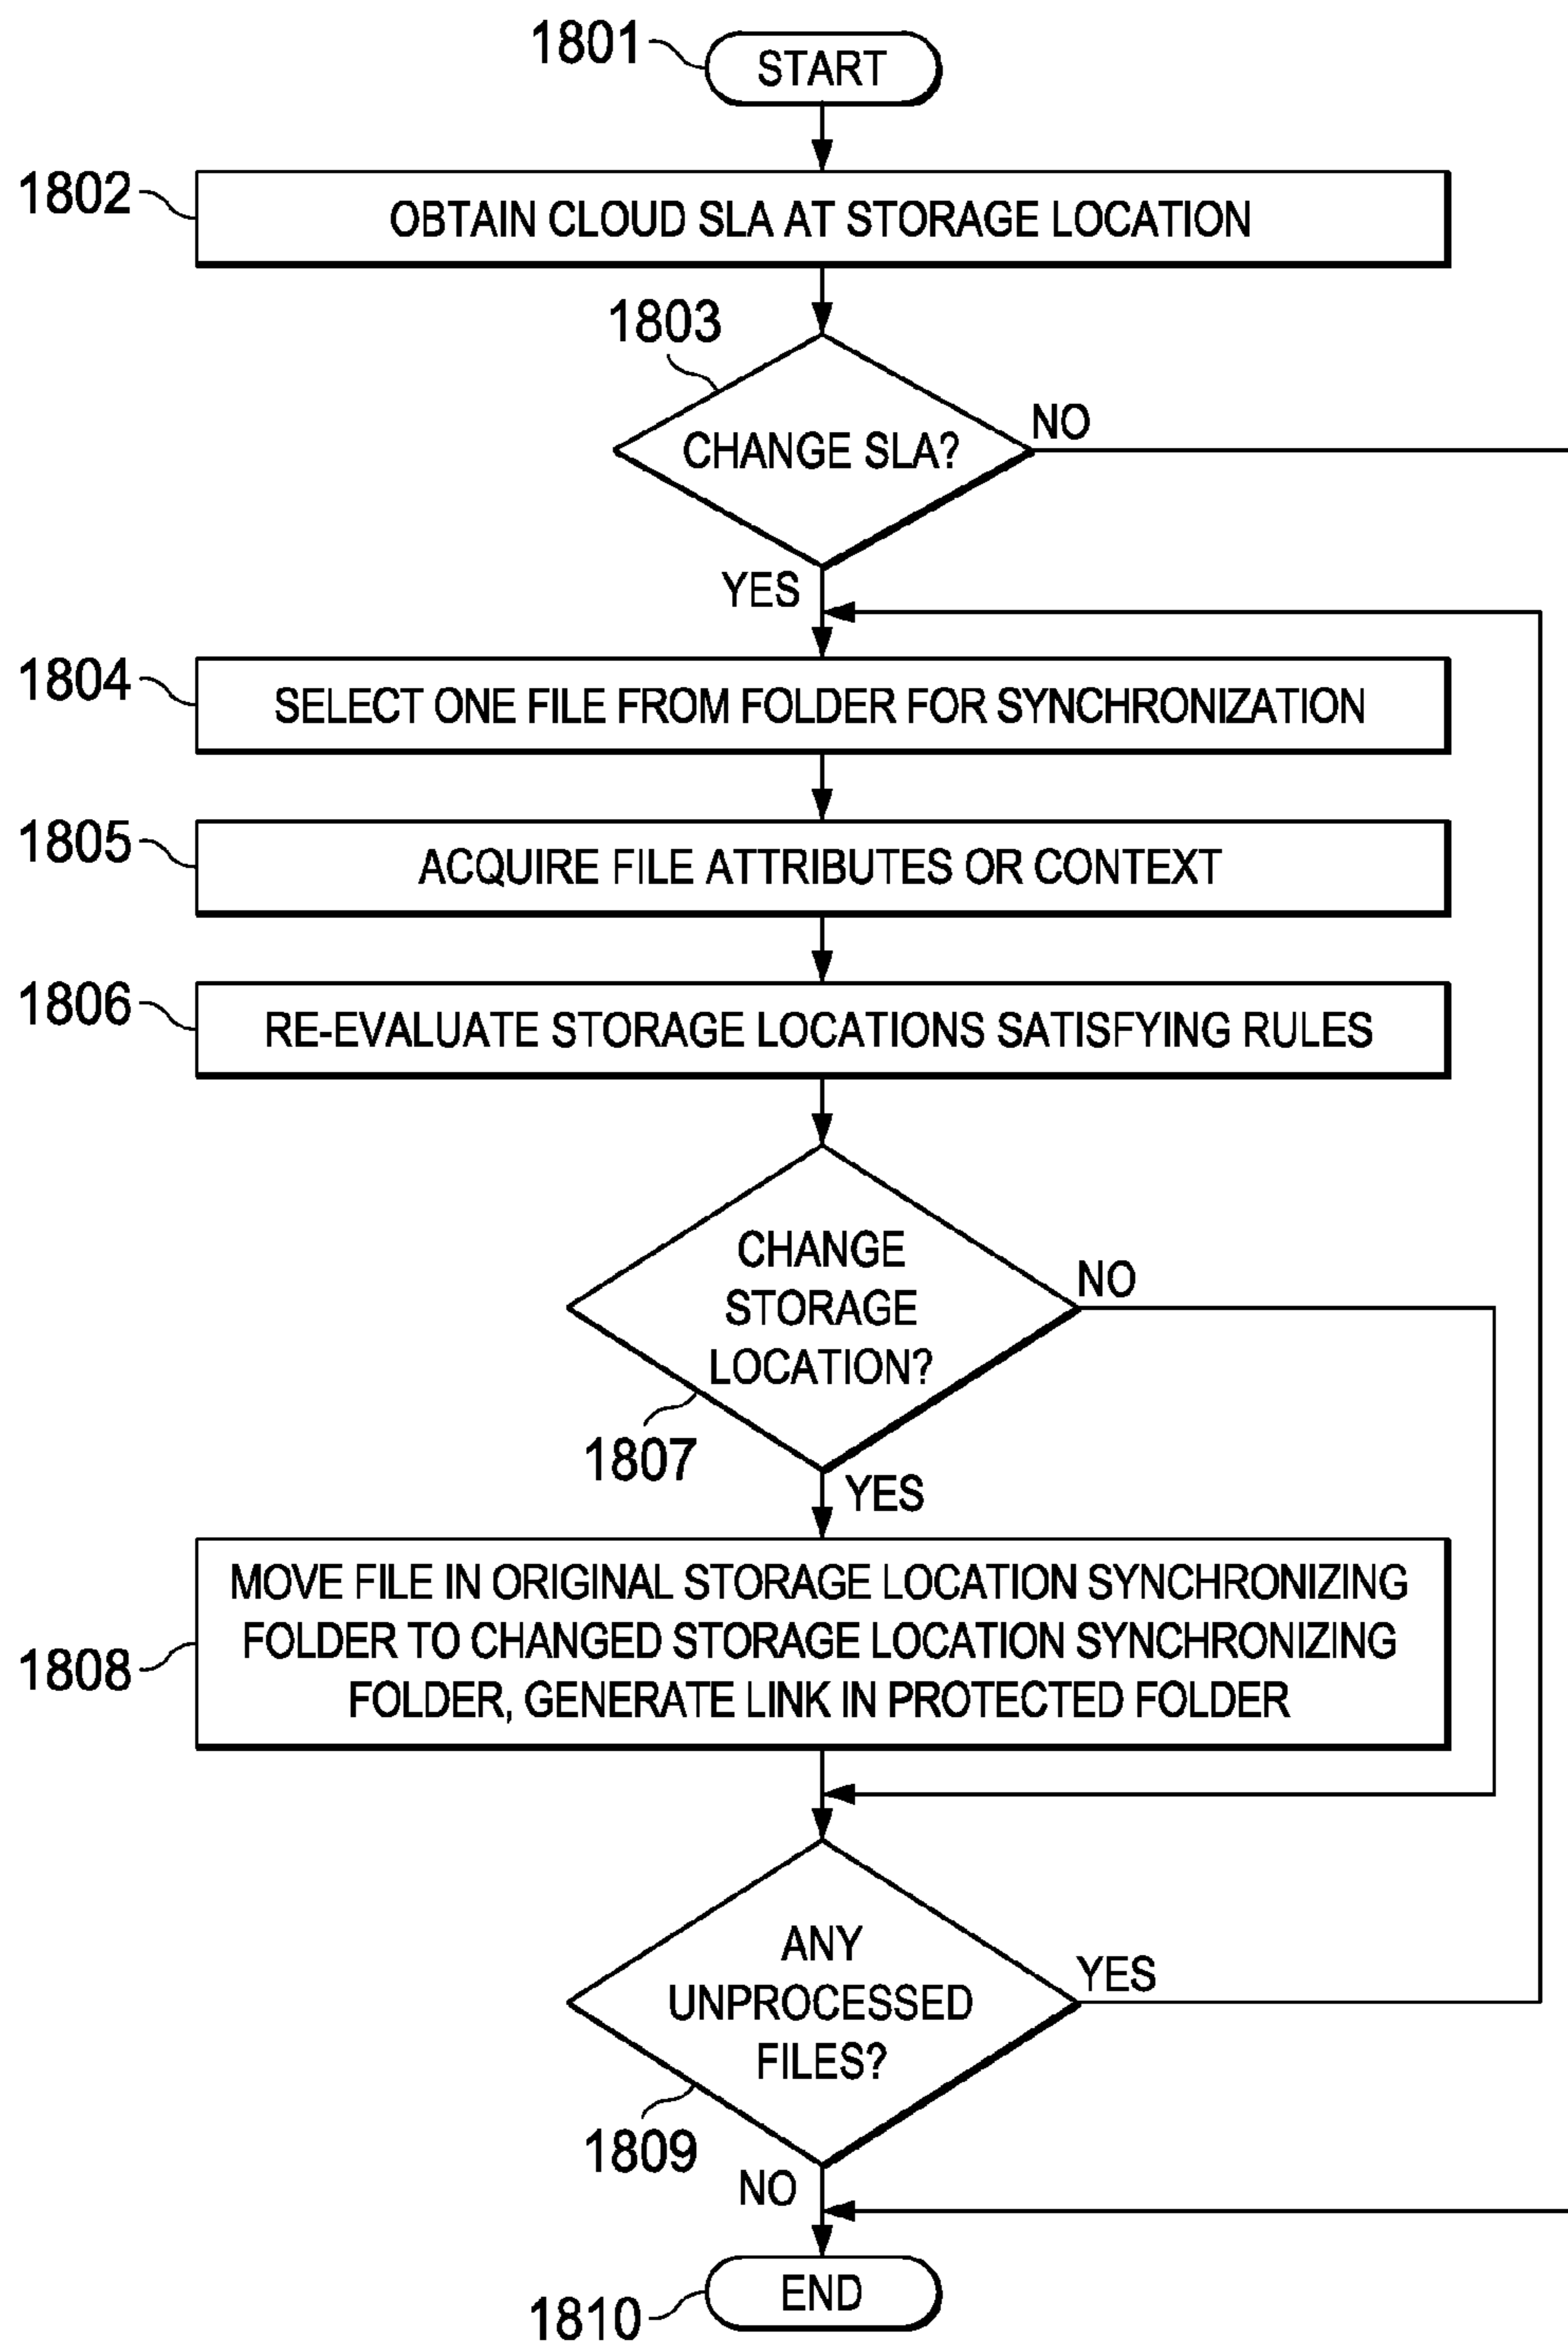 1801
START
1802
OBTAIN CLOUD SLA AT STORAGE LOCATION
1803
CHANGE SLA?
NO
YES
1804
SELECT ONE FILE FROM FOLDER FOR SYNCHRONIZATION
1805
ACQUIRE FILE ATTRIBUTES OR CONTEXT
1806
RE-EVALUATE STORAGE LOCATIONS SATISFYING RULES
CHANGE
STORAGE
LOCATION?
NO
1807
YES
MOVE FILE IN ORIGINAL STORAGE LOCATION SYNCHRONIZING
FOLDER TO CHANGED STORAGE LOCATION SYNCHRONIZING
FOLDER, GENERATE LINK IN PROTECTED FOLDER
1808
ANY
UNPROCESSED
FILES?
YES
1809
NO
END
1810